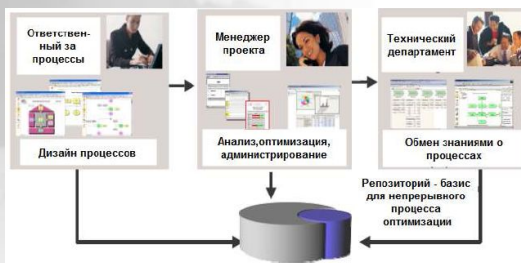 Ответствен-
ный за
процессы
Менеджер
проекта
Технический
департамент
Дизайн процессов
Анализ,оптимизация,
администрирование
Обмен знаниями о
процессах
Репозиторий - базис
для непрерывного
процесса
оптимизации